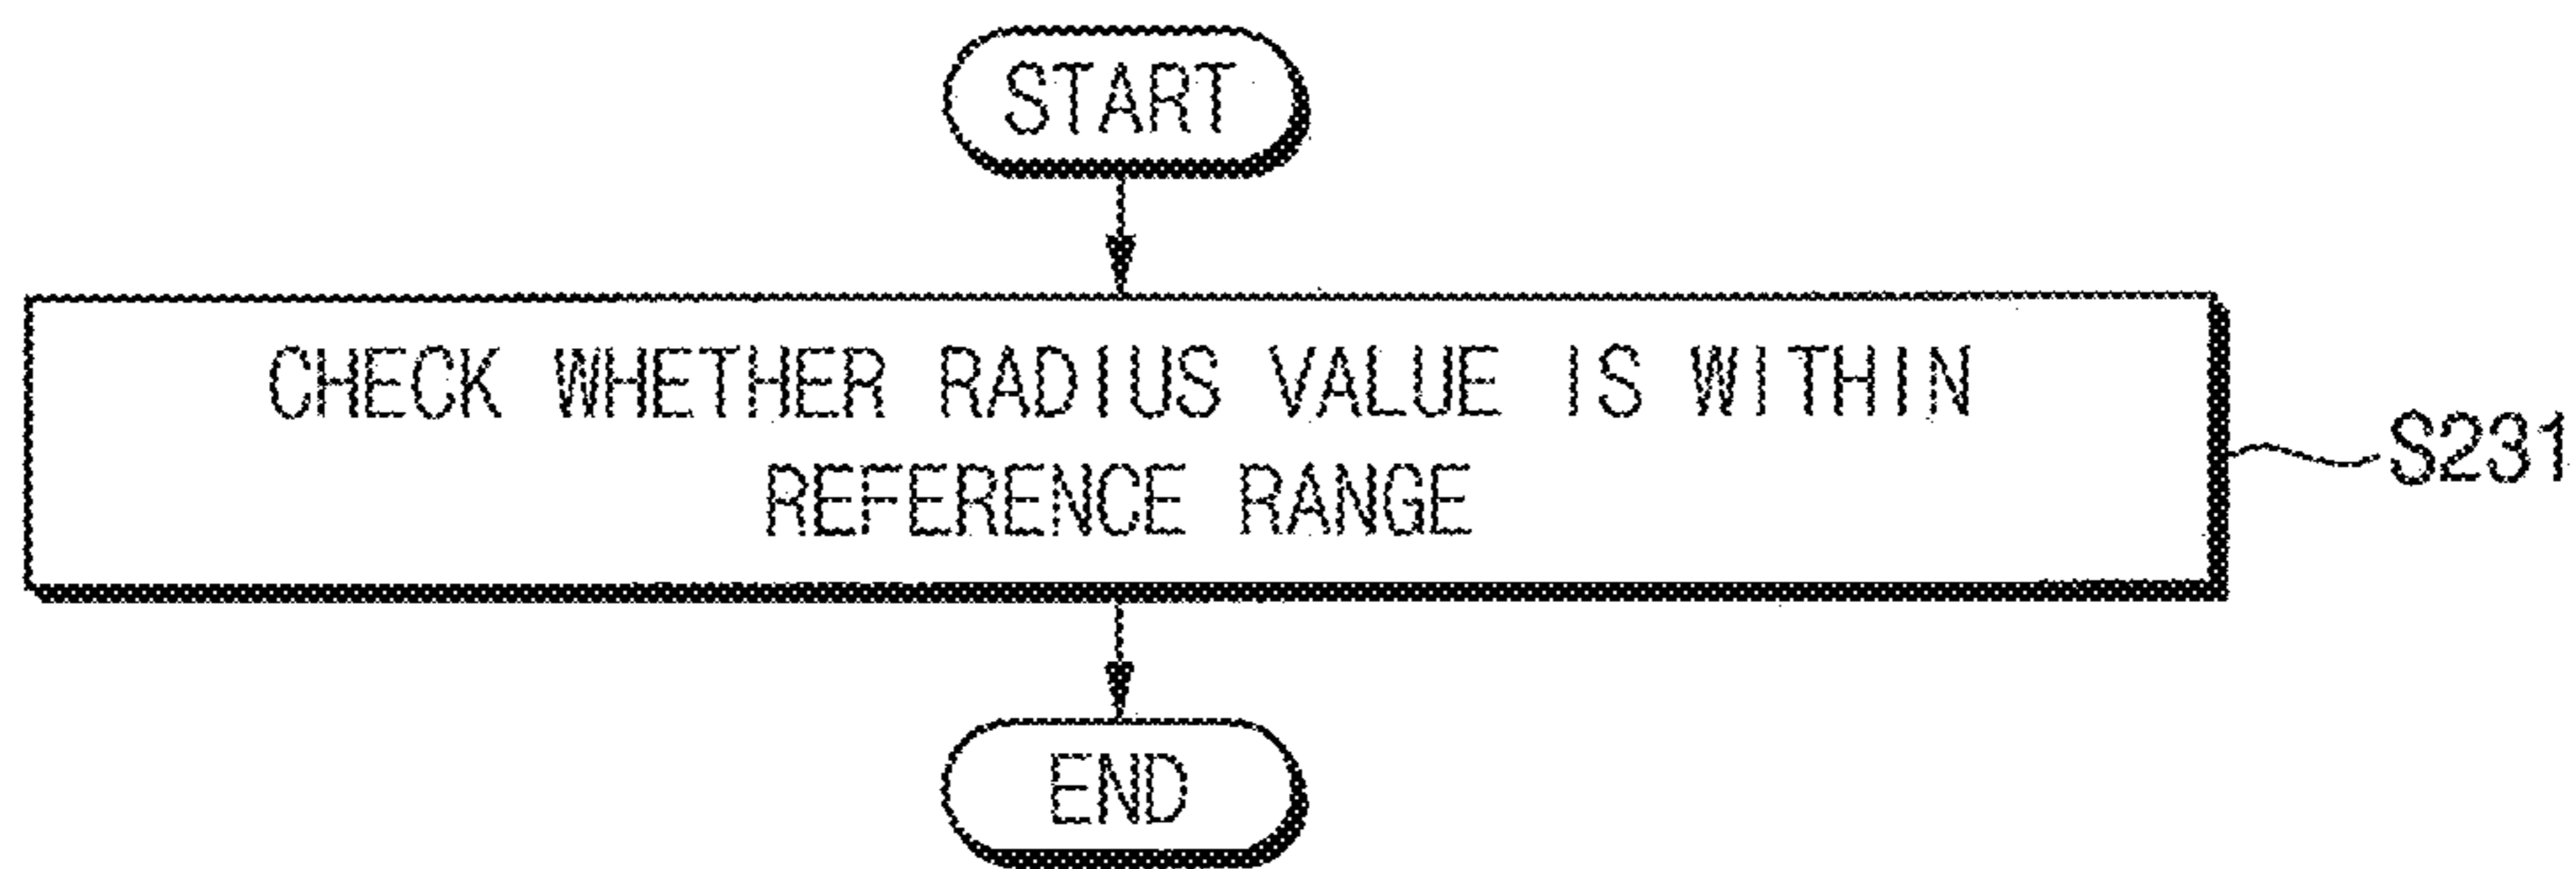 START
CHECK WHETHER RADIUS VALUE IS WITHIN
REFERENCE RANGE
S231
END